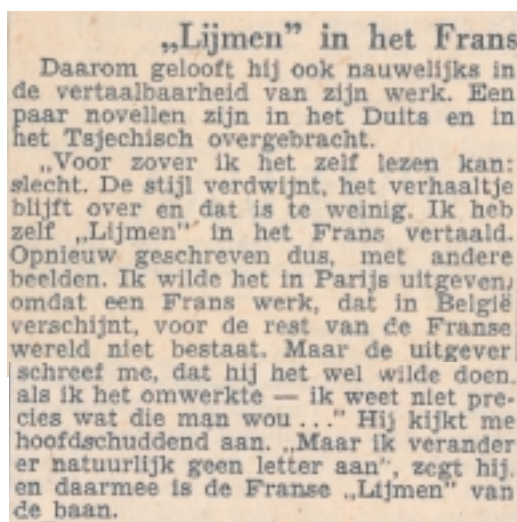 „Lijmen” in het Frans
Daarom gelooft hij ook nauwelijks in
de vertaalbaarheid van zijn werk. Een
paar novellen zijn in het Duits en in
het Tsjechisch overgebracht.
„Voor zover ik het zelf lezen kan:
slecht. De stijl verdwijnt, het verhaaltje
blijft over en dat is te weinig. Ik heb
zelf „Lijmen” in het Frans vertaald.
Opnieuw geschreven dus, met andere
beelden. Ik wilde het in Parijs uitgeven,
omdat een Frans werk, dat in België
verschijnt, voor de rest van de Franse
wereld niet bestaat. Maar de uitgever
schreef me, dat hij het wel wilde doen,
als ik het omwerkte — ik weet niet pre-
cies wat die man wou ...” Hij kijkt me
hoofdschuddend aan. „Maar ik verander
er natuurlijk geen letter aan”, zegt hij,
en daarmee is de Franse „Lijmen” van
de baan.